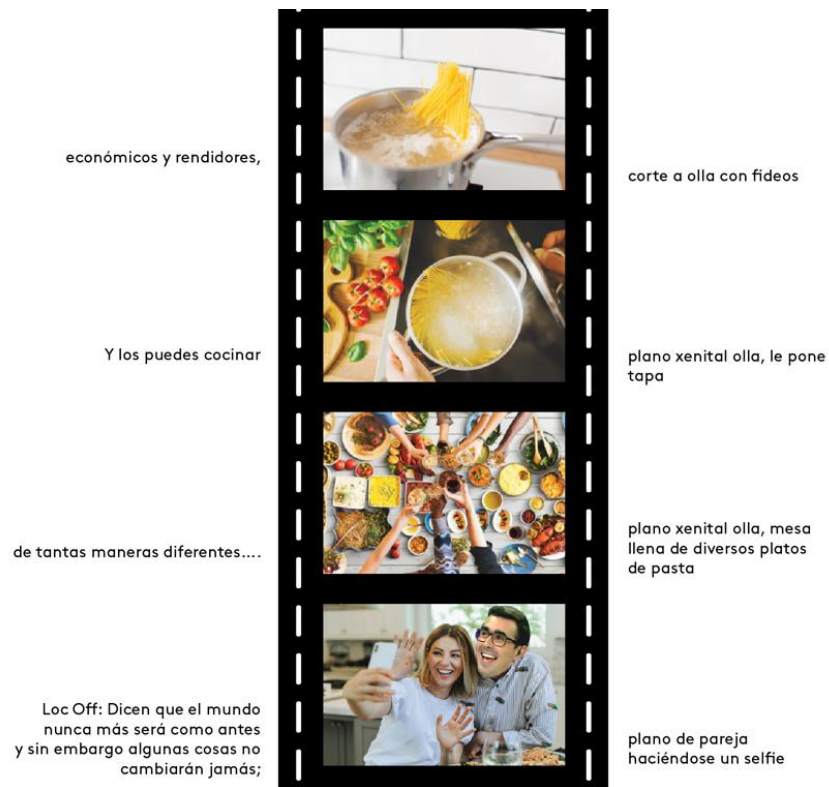 económicos y rendidores,
corte a olla con fideos
Y los puedes cocinar
plano xenital olla, le pone
tapa
de tantas maneras diferentes....
plano xenital olla, mesa
llena de diversos platos
de pasta
Loc Off: Dicen que el mundo
nunca más será como antes
y sin embargo algunas cosas no
cambiarán jamás;
plano de pareja
haciéndose un selfie